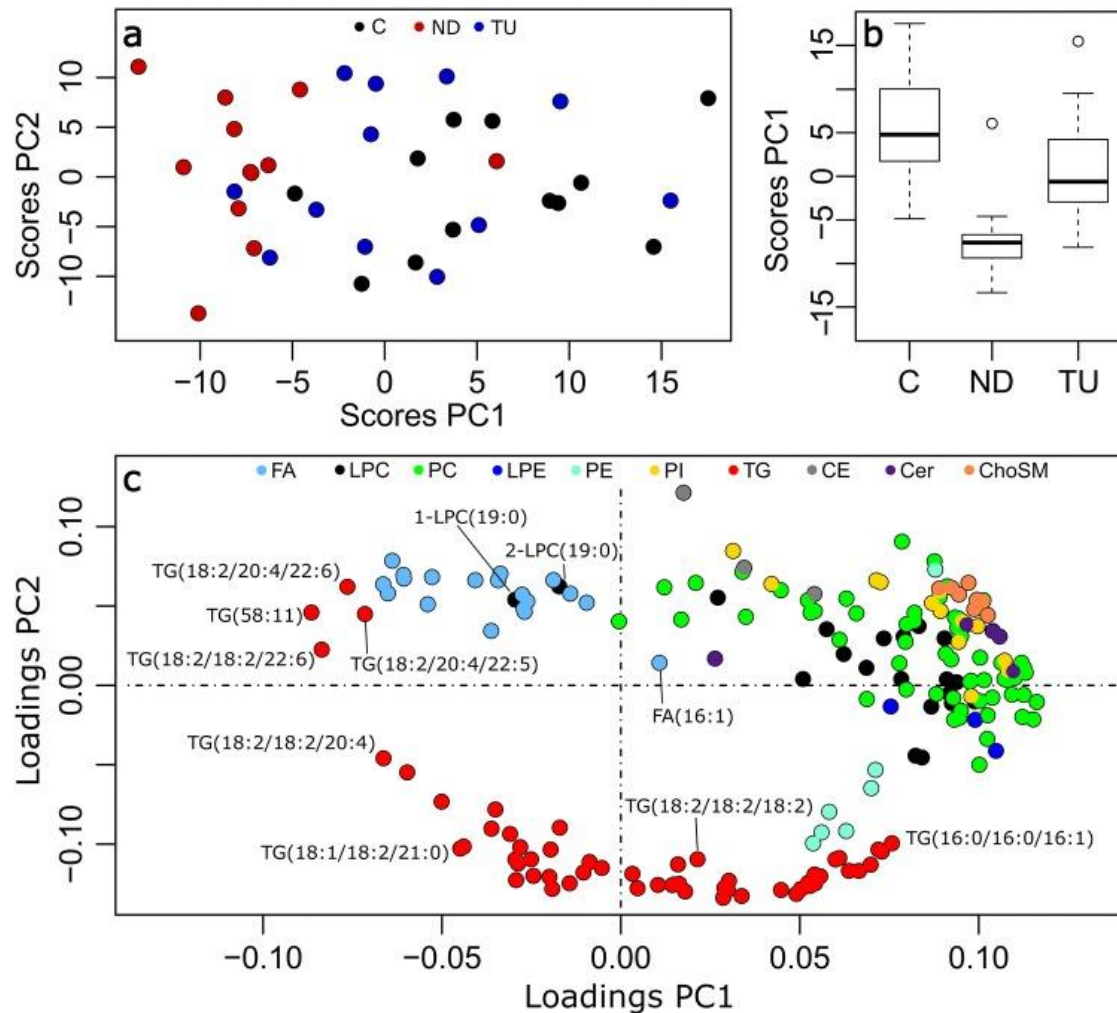 a
C ND TU
10
5
0
−5
−10
Scores PC2
−10 −5 0 5 10 15
Scores PC1
b
15
5
0
−5
−15
Scores PC1
C ND TU
c
FA LPC PC LPE PE PI TG CE Cer ChoSM
1-LPC(19:0)
2-LPC(19:0)
TG(18:2/20:4/22:6)
TG(58:11)
TG(18:2/18:2/22:6)
TG(18:2/20:4/22:5)
FA(16:1)
TG(18:2/18:2/20:4)
TG(18:2/18:2/18:2)
TG(18:1/18:2/21:0)
TG(16:0/16:0/16:1)
0.10
0.00
−0.10
Loadings PC2
−0.10 −0.05 0.00 0.05 0.10
Loadings PC1